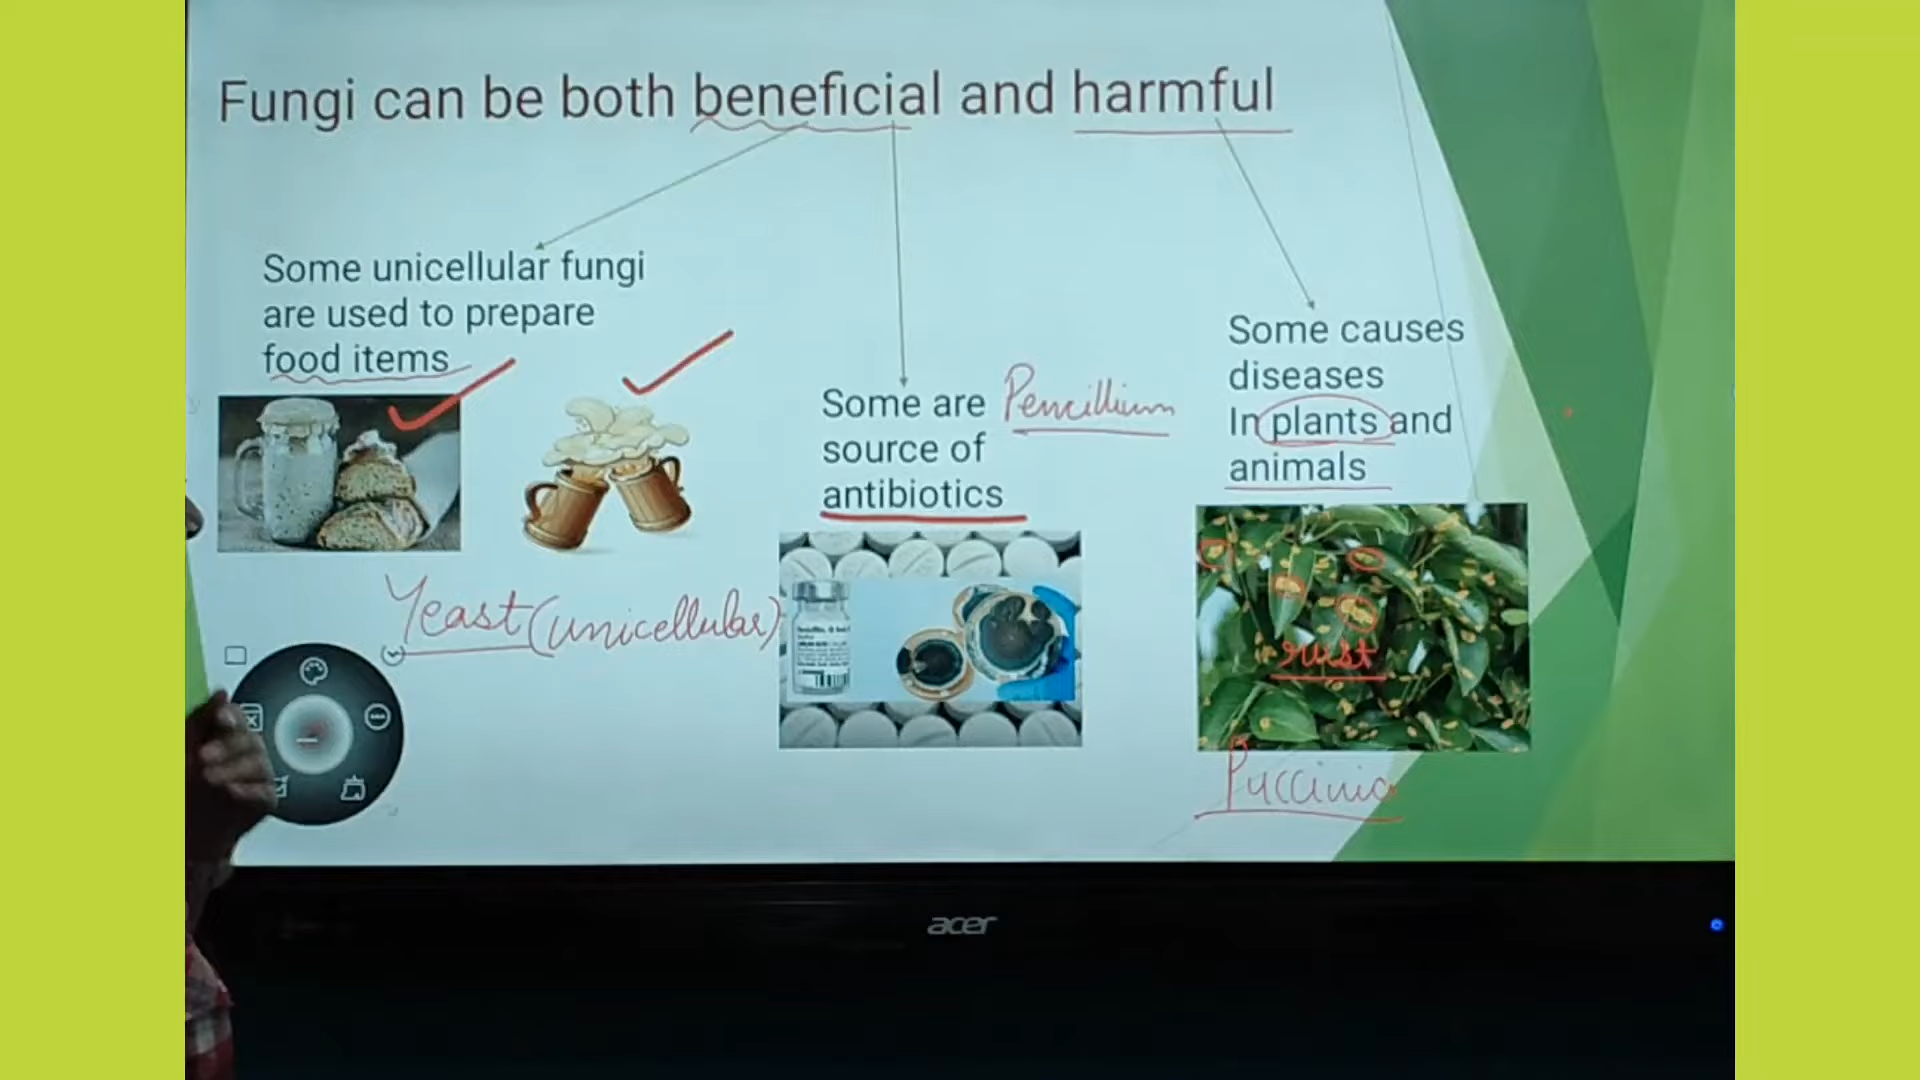 Fungi can be both beneficial and harmful
Some unicellular fungi
are used to prepare
food items
Yeast (unicellular)
Some are
source of
antibiotics
Pencillium
Some causes
diseases
In plants and
animals
rust
Puccinia
acer